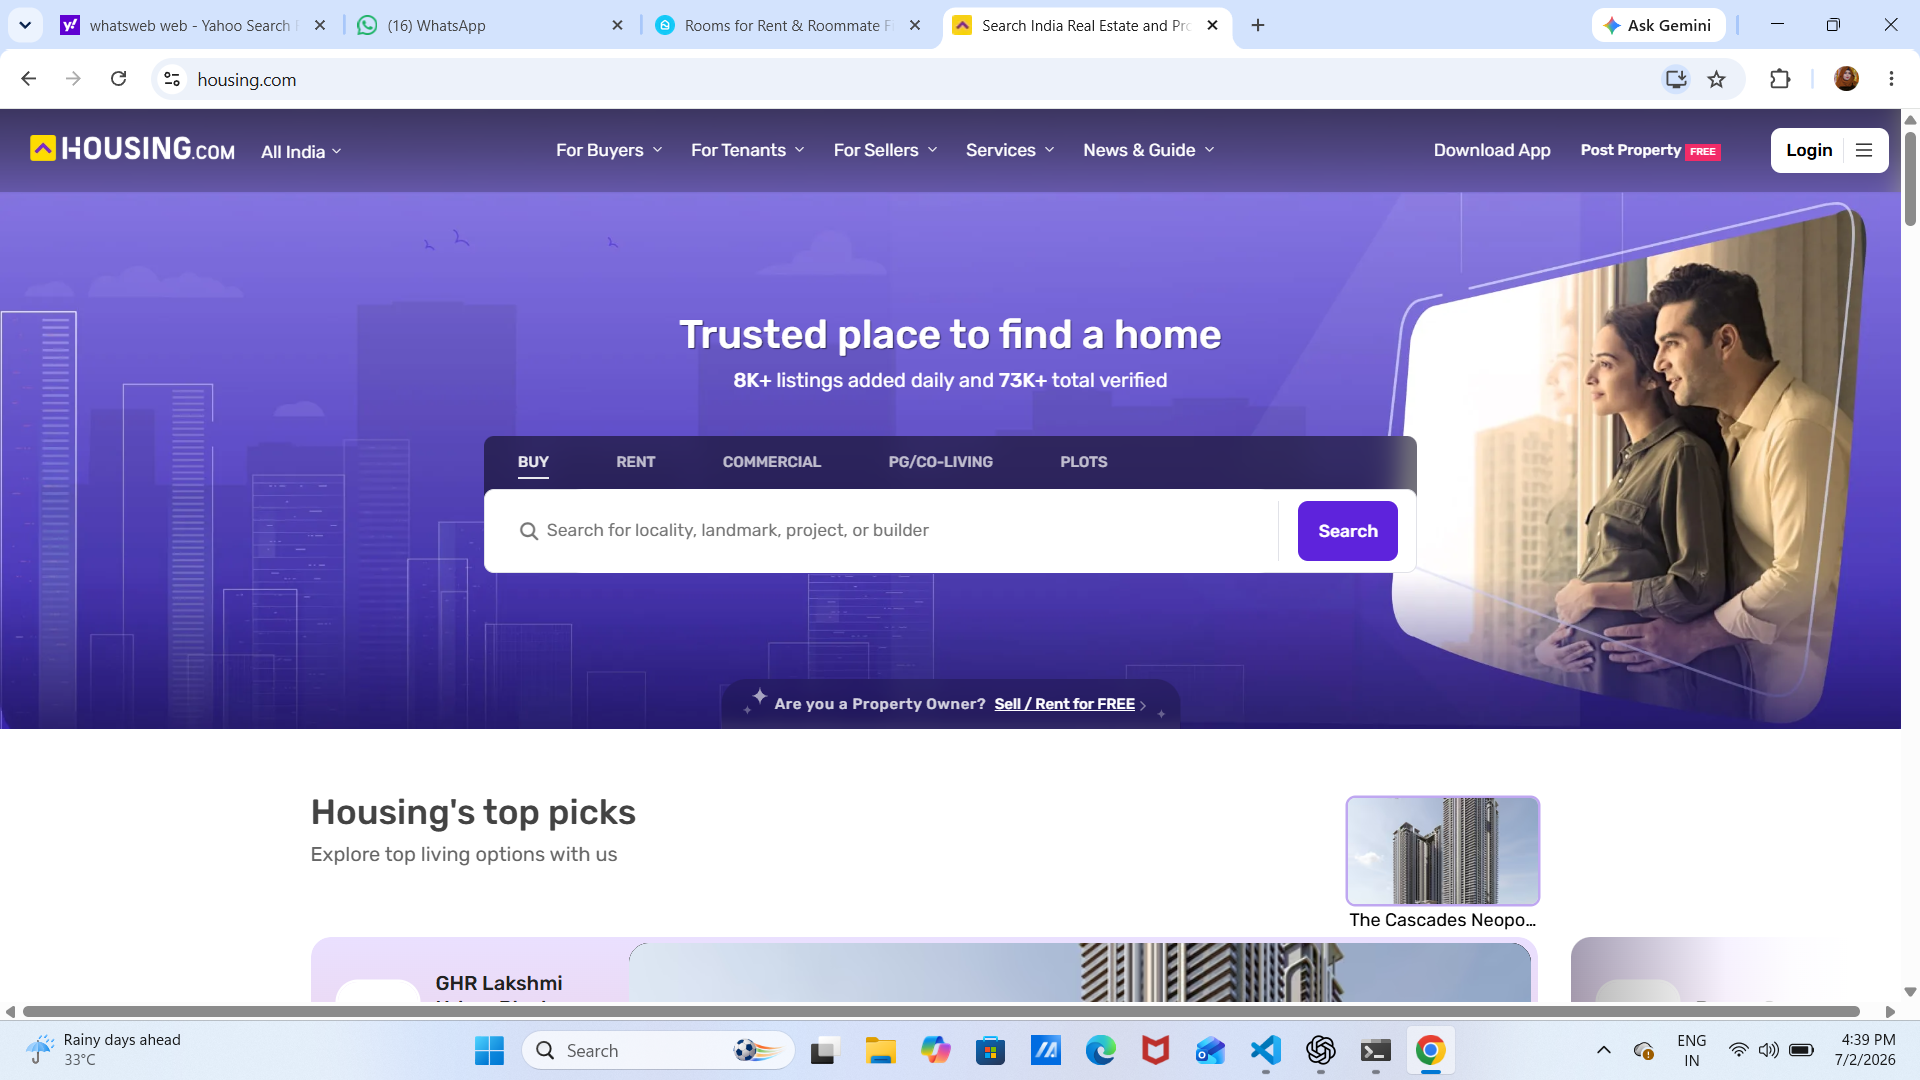 whatsweb web - Yahoo Search
(16) WhatsApp
Rooms for Rent & Roommate
Search India Real Estate and
Ask Gemini
housing.com
HOUSING.COM
All India
For Buyers
For Tenants
For Sellers
Services
News & Guide
Download App
Post Property FREE
Login
Trusted place to find a home
8K+ listings added daily and 73K+ total verified
BUY
RENT
COMMERCIAL
PG/CO-LIVING
PLOTS
Search for locality, landmark, project, or builder
Search
Are you a Property Owner? Sell / Rent for FREE
Housing's top picks
Explore top living options with us
The Cascades Neopo...
GHR Lakshmi
Rainy days ahead
33°C
Search
ENG
IN
4:39 PM
7/2/2026